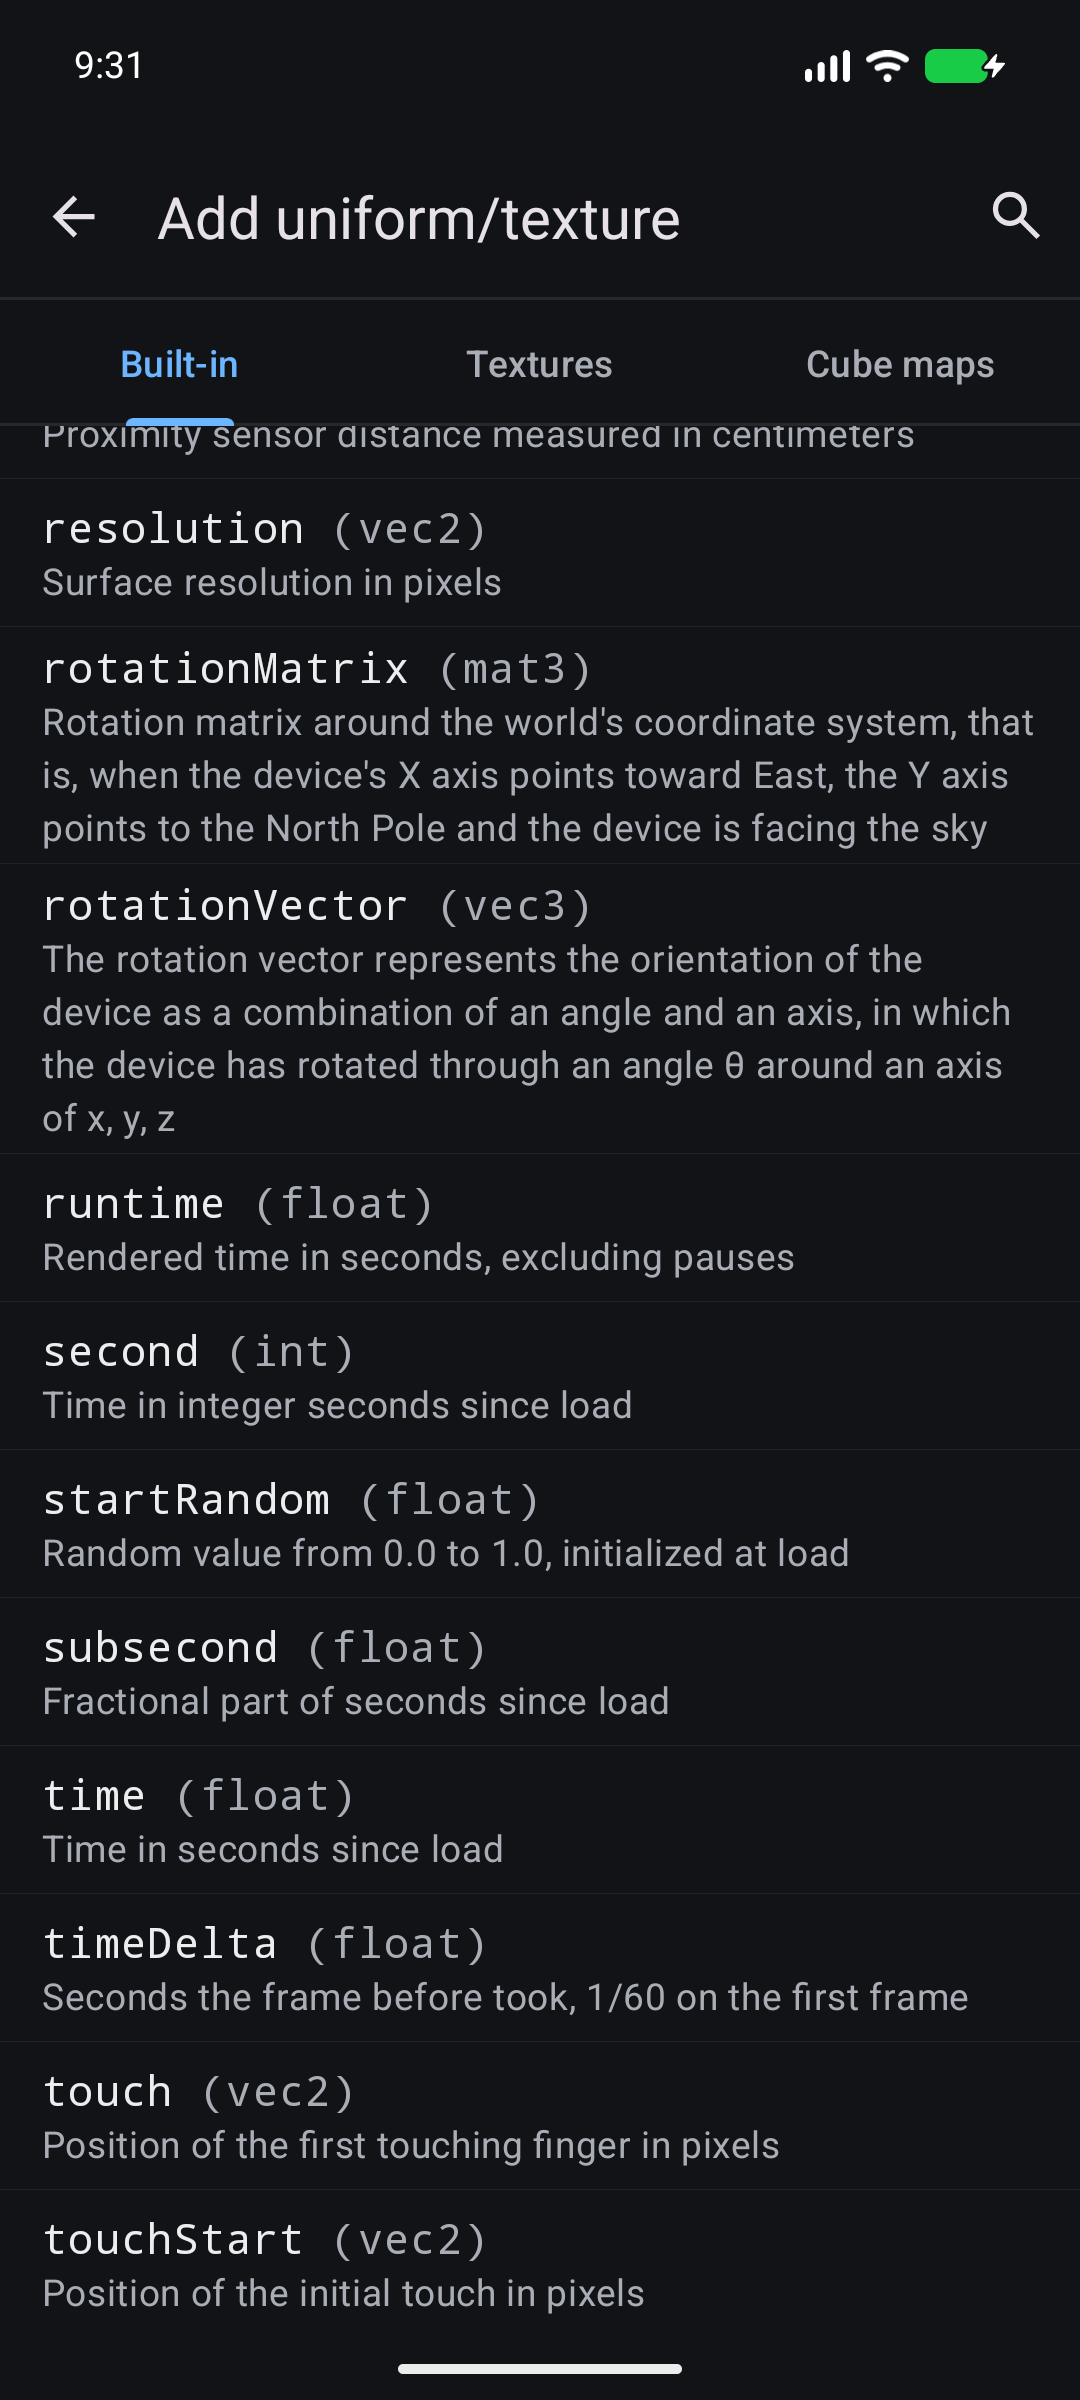 9:31
Add uniform/texture
Built-in
Textures
Cube maps
Proximity sensor distance measured in centimeters
resolution (vec2)
Surface resolution in pixels
rotationMatrix (mat3)
Rotation matrix around the world's coordinate system, that
is, when the device's X axis points toward East, the Y axis
points to the North Pole and the device is facing the sky
rotationVector (vec3)
The rotation vector represents the orientation of the
device as a combination of an angle and an axis, in which
the device has rotated through an angle θ around an axis
of x, y, z
runtime (float)
Rendered time in seconds, excluding pauses
second (int)
Time in integer seconds since load
startRandom (float)
Random value from 0.0 to 1.0, initialized at load
subsecond (float)
Fractional part of seconds since load
time (float)
Time in seconds since load
timeDelta (float)
Seconds the frame before took, 1/60 on the first frame
touch (vec2)
Position of the first touching finger in pixels
touchStart (vec2)
Position of the initial touch in pixels